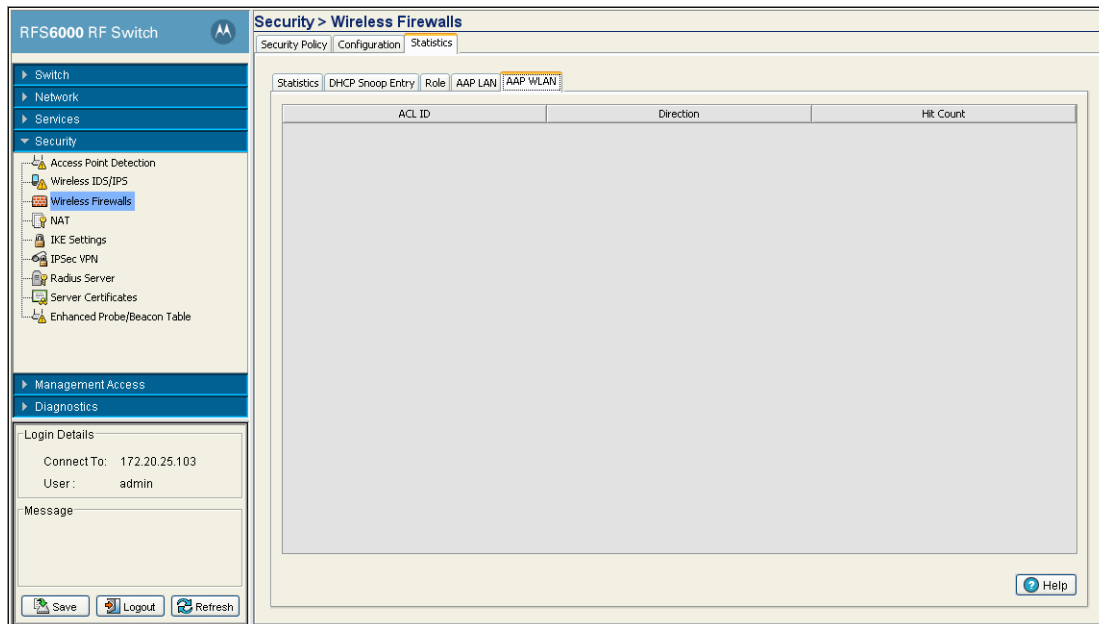 RFS6000 RF Switch
Security > Wireless Firewalls
Security Policy Configuration Statistics
Statistics DHCP Snoop Entry Role AAP LAN AAP WLAN
ACL ID Direction Hit Count
Switch
Network
Services
Security
Access Point Detection
Wireless IDS/IPS
Wireless Firewalls
NAT
IKE Settings
IPSec VPN
Radius Server
Server Certificates
Enhanced Probe/Beacon Table
Management Access
Diagnostics
Login Details
Connect To: 172.20.25.103
User : admin
Message
Save Logout Refresh
Help